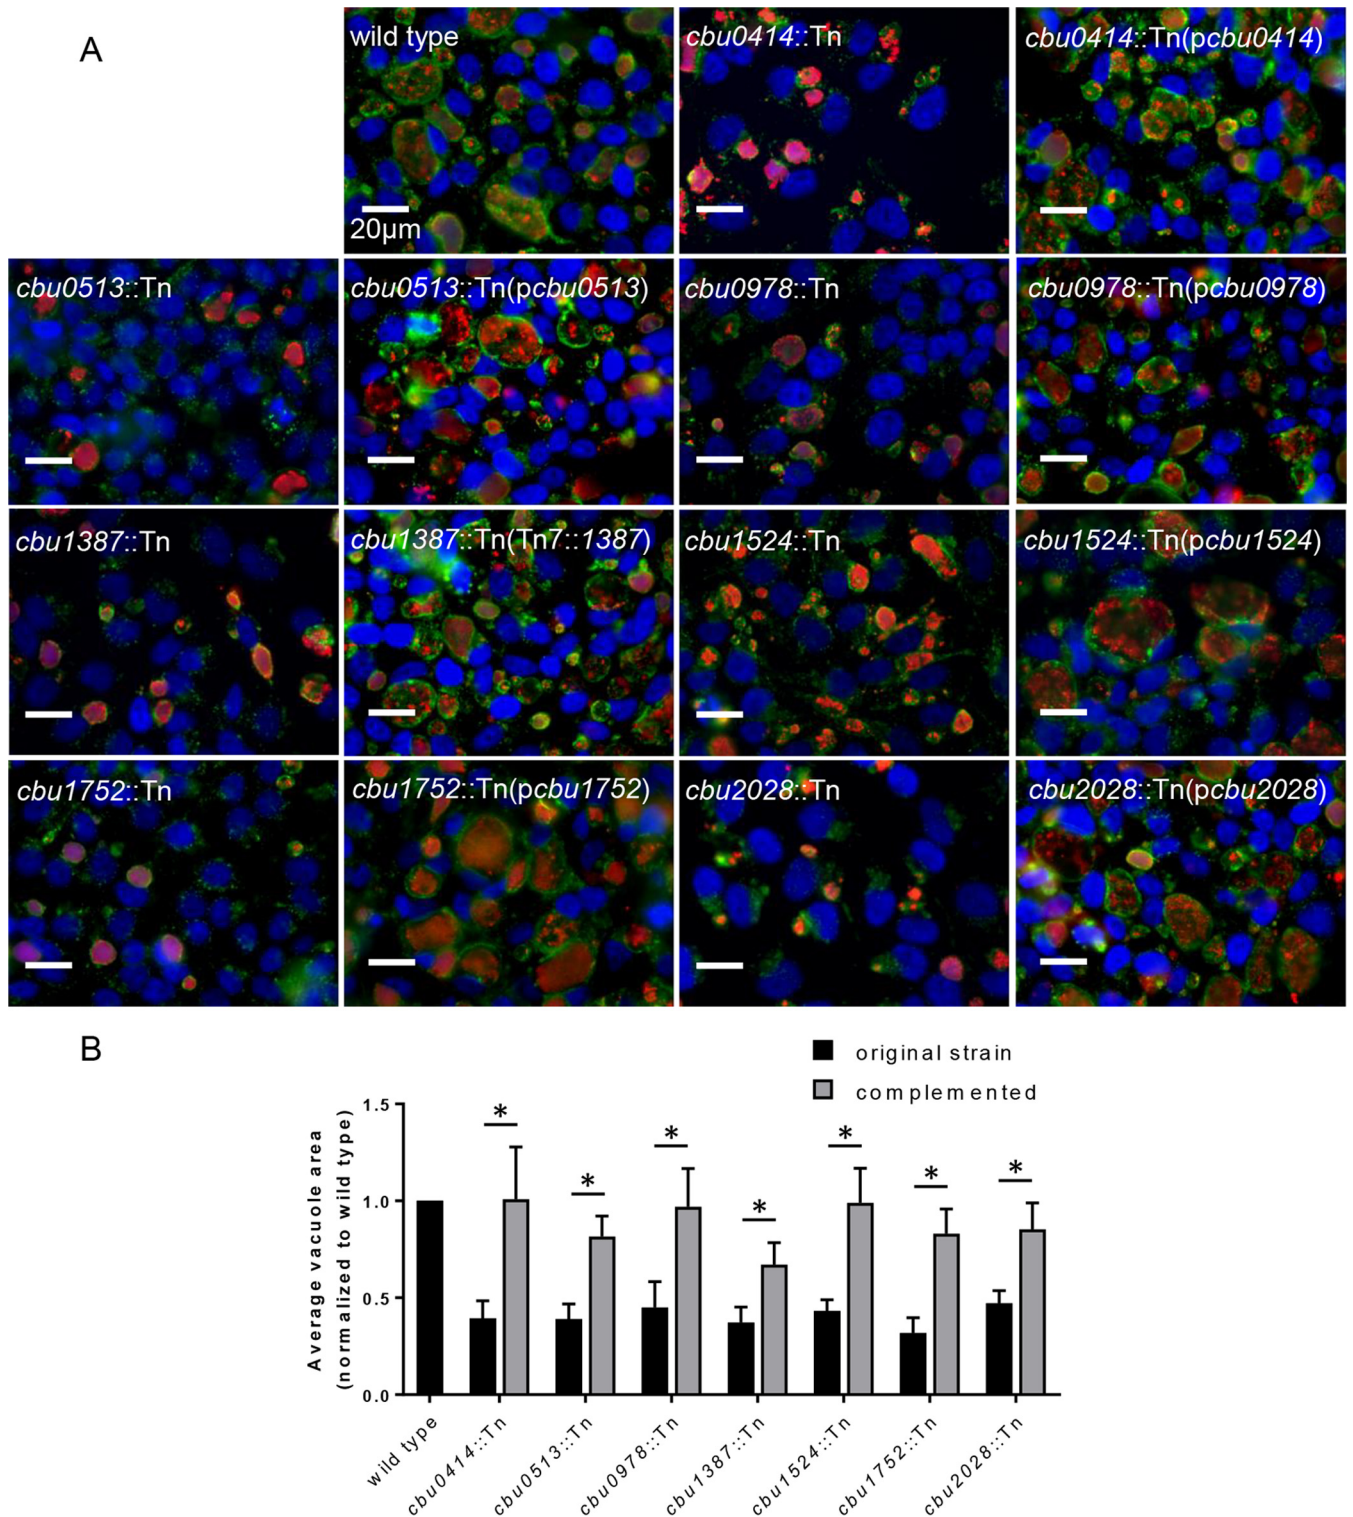 A
wild type
20µm
cbu0414::Tn
cbu0414::Tn(pcbu0414)
cbu0513::Tn
cbu0513::Tn(pcbu0513)
cbu0978::Tn
cbu0978::Tn(pcbu0978)
cbu1387::Tn
cbu1387::Tn(Tn7::1387)
cbu1524::Tn
cbu1524::Tn(pcbu1524)
cbu1752::Tn
cbu1752::Tn(pcbu1752)
cbu2028::Tn
cbu2028::Tn(pcbu2028)
B
original strain
complemented
Average vacuole area
(normalized to wild type)
1.5
1.0
0.5
0.0
* * * * * * *
wild type
cbu0414::Tn
cbu0513::Tn
cbu0978::Tn
cbu1387::Tn
cbu1524::Tn
cbu1752::Tn
cbu2028::Tn